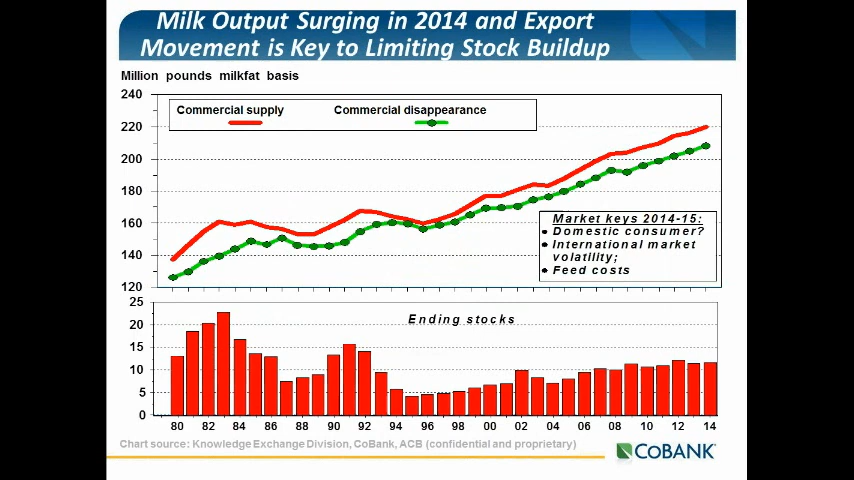 Milk Output Surging in 2014 and Export
Movement is Key to Limiting Stock Buildup
Million pounds milkfat basis
240
220
200
180
160
140
120
Commercial supply Commercial disappearance
Market keys 2014-15:
• Domestic consumer?
• International market
volatility;
• Feed costs
25
20
15
10
5
0
Ending stocks
80 82 84 86 88 90 92 94 96 98 00 02 04 06 08 10 12 14
Chart source: Knowledge Exchange Division, CoBank, ACB (confidential and proprietary)
COBANK